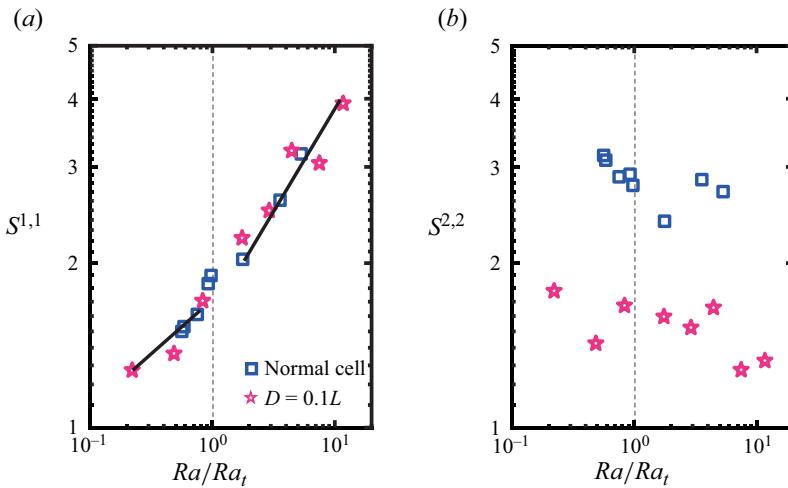 (a)
5
4
3
S^{1,1}
2
1
10^{-1}
10^{0}
10^{1}
Ra/Ra_t
Normal cell
D = 0.1L
(b)
5
4
3
S^{2,2}
2
1
10^{-1}
10^{0}
10^{1}
Ra/Ra_t